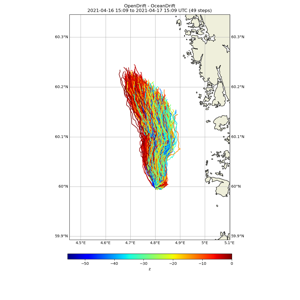 OpenDrift - OceanDrift
2021-04-16 15:09 to 2021-04-17 15:09 UTC (49 steps)
60.3°N 60.3°N
60.2°N 60.2°N
60.1°N 60.1°N
60°N 60°N
59.9°N 59.9°N
4.5°E 4.6°E 4.7°E 4.8°E 4.9°E 5°E 5.1°E
−50 −40 −30 −20 −10 0
z